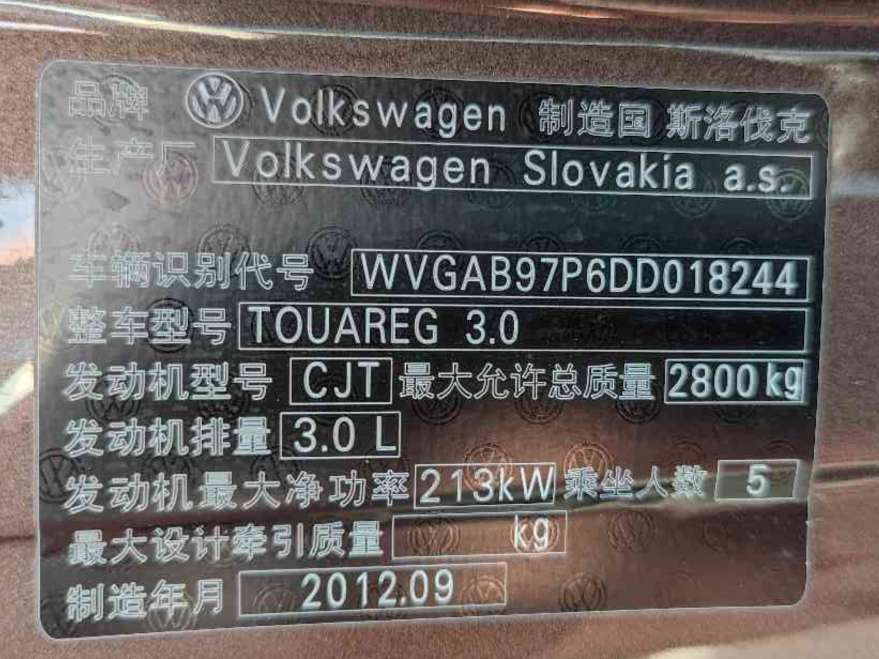 品牌 Volkswagen 制造国 斯洛伐克
生产厂 Volkswagen Slovakia a.s.
车辆识别代号 WVGAB97P6DD018244
整车型号 TOUAREG 3.0
发动机型号 CJT 最大允许总质量 2800kg
发动机排量 3.0 L
发动机最大净功率 213kW 乘坐人数 5
最大设计牵引质量 kg
制造年月 2012.09